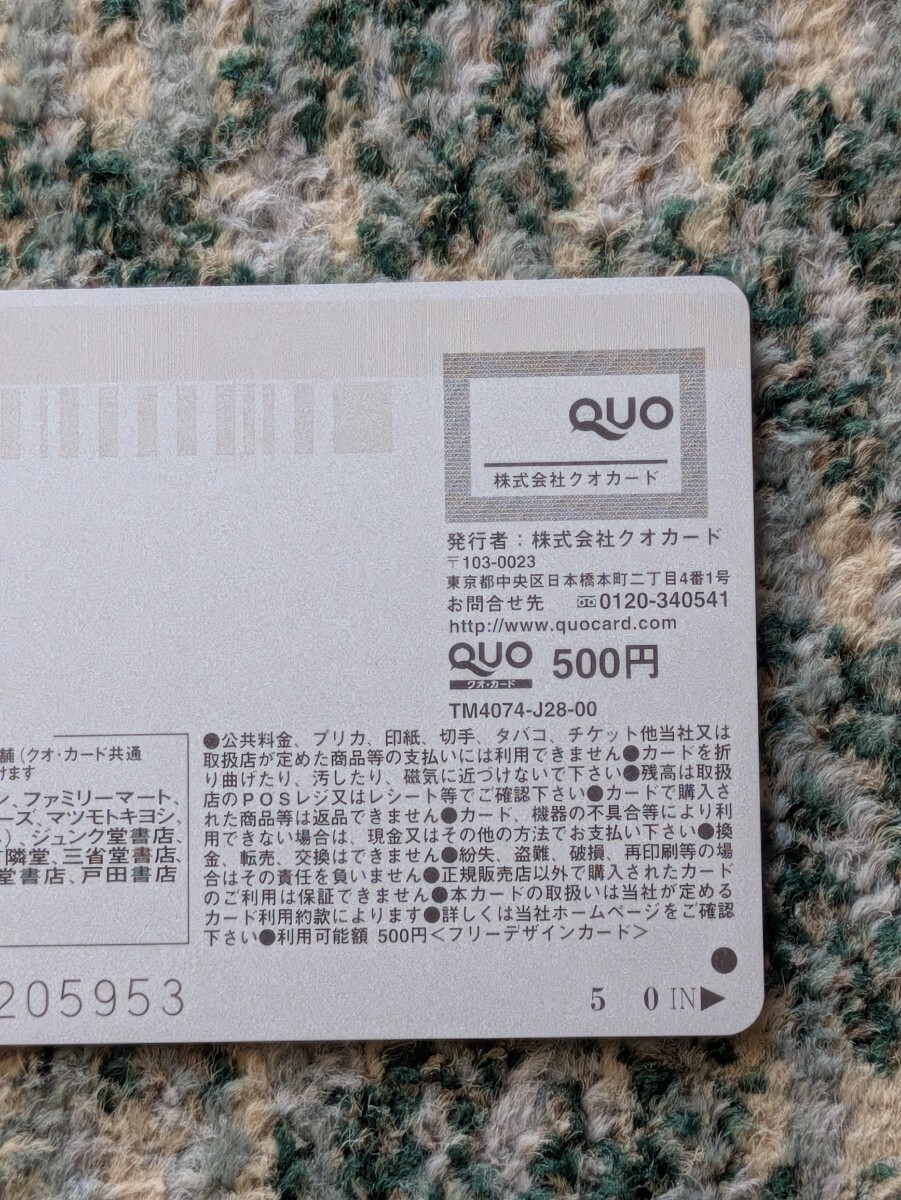 QUO
株式会社クオカード
発行者：株式会社クオカード
〒103-0023
東京都中央区日本橋本町二丁目4番1号
お問合せ先 0120-340541
http://www.quocard.com
QUO 500円
クオ・カード
TM4074-J28-00
舗(クオ・カード共通
けます
ン、ファミリーマート、
ーズ、マツモトキヨシ、
)、ジュンク堂書店、
隣堂、三省堂書店、
堂書店、戸田書店
●公共料金、プリカ、印紙、切手、タバコ、チケット他当社又は
取扱店が定めた商品等の支払いには利用できません●カードを折
り曲げたり、汚したり、磁気に近づけないで下さい●残高は取扱
店のPOSレジ又はレシート等でご確認下さい●カードで購入さ
れた商品等は返品できません●カード、機器の不具合等により利
用できない場合は、現金又はその他の方法でお支払い下さい●換
金、転売、交換はできません●紛失、盗難、破損、再印刷等の場
合はその責任を負いません●正規販売店以外で購入されたカード
のご利用は保証できません●本カードの取扱いは当社が定める
カード利用約款によります●詳しくは当社ホームページをご確認
下さい●利用可能額 500円<フリーデザインカード>
205953
5 0 IN▶